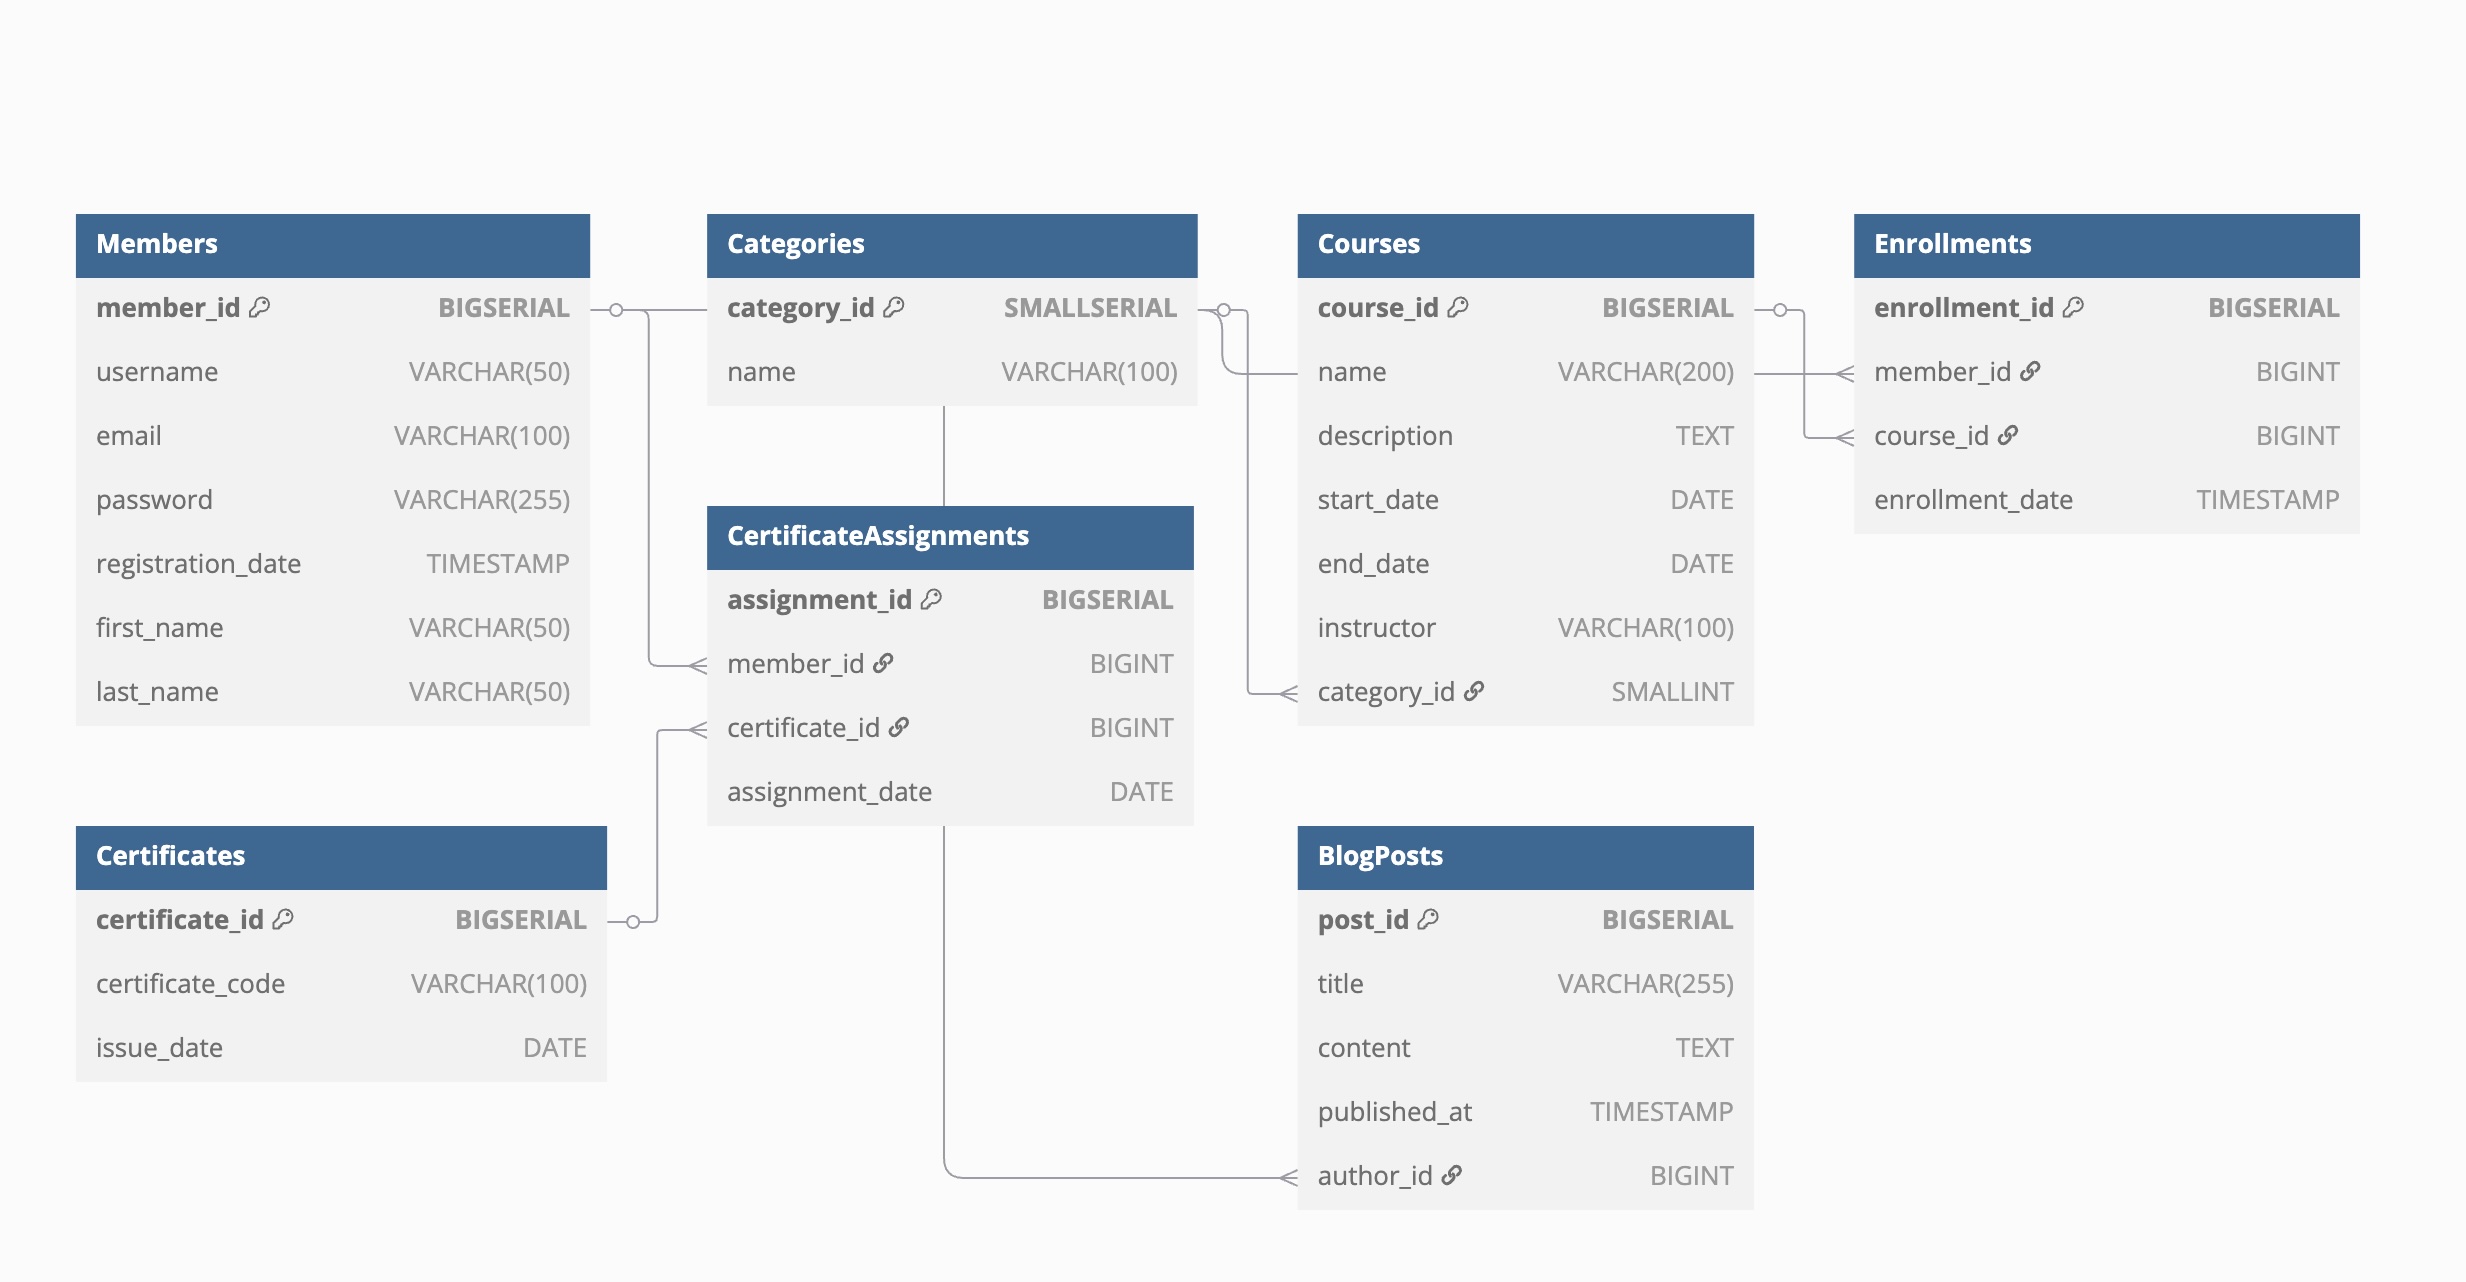 Members
member_id BIGSERIAL
username VARCHAR(50)
email VARCHAR(100)
password VARCHAR(255)
registration_date TIMESTAMP
first_name VARCHAR(50)
last_name VARCHAR(50)
Categories
category_id SMALLSERIAL
name VARCHAR(100)
Courses
course_id BIGSERIAL
name VARCHAR(200)
description TEXT
start_date DATE
end_date DATE
instructor VARCHAR(100)
category_id SMALLINT
Enrollments
enrollment_id BIGSERIAL
member_id BIGINT
course_id BIGINT
enrollment_date TIMESTAMP
CertificateAssignments
assignment_id BIGSERIAL
member_id BIGINT
certificate_id BIGINT
assignment_date DATE
Certificates
certificate_id BIGSERIAL
certificate_code VARCHAR(100)
issue_date DATE
BlogPosts
post_id BIGSERIAL
title VARCHAR(255)
content TEXT
published_at TIMESTAMP
author_id BIGINT